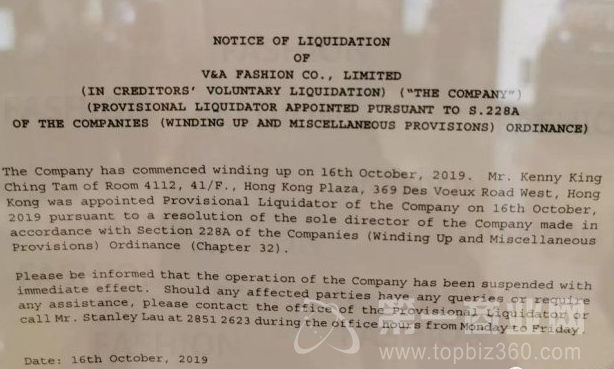 NOTICE OF LIQUIDATION
OF
V&A FASHION CO., LIMITED
(IN CREDITORS' VOLUNTARY LIQUIDATION) ("THE COMPANY")
(PROVISIONAL LIQUIDATOR APPOINTED PURSUANT TO S.228A
OF THE COMPANIES (WINDING UP AND MISCELLANEOUS PROVISIONS) ORDINANCE)
The Company has commenced winding up on 16th October, 2019. Mr. Kenny King
Ching Tam of Room 4112, 41/F., Hong Kong Plaza, 369 Des Voeux Road West, Hong
Kong was appointed Provisional Liquidator of the Company on 16th October,
2019 pursuant to a resolution of the sole director of the Company made in
accordance with Section 228A of the Companies (Winding Up and Miscellaneous
Provisions) Ordinance (Chapter 32).
Please be informed that the operation of the Company has been suspended with
immediate effect. Should any affected parties have any queries or require
any assistance, please contact the office of the Provisional Liquidator or
call Mr. Stanley Lau at 2851 2623 during the office hours from Monday to Friday.
第一商业网
www.topbiz360.com
Date: 16th October, 2019